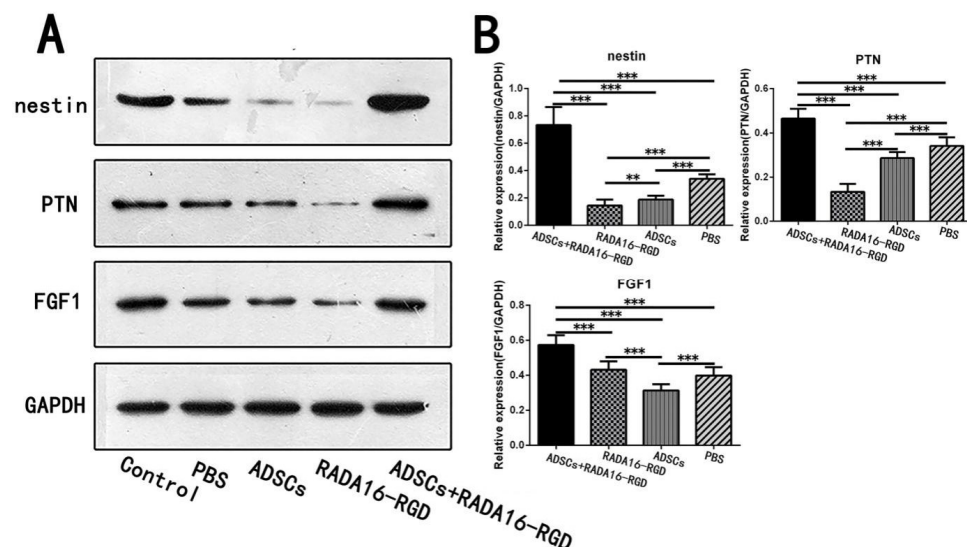 A
nestin
PTN
FGF1
GAPDH
Control
PBS
ADSCs
RADA16-RGD
ADSCs+RADA16-RGD
B
nestin
Relative expression(nestin/GAPDH)
1.0
0.8
0.6
0.4
0.2
0.0
***
***
***
***
***
**
ADSCs+RADA16-RGD
RADA16-RGD
ADSCs
PBS
PTN
Relative expression(PTN/GAPDH)
0.6
0.4
0.2
0.0
***
***
***
***
***
***
ADSCs+RADA16-RGD
RADA16-RGD
ADSCs
PBS
FGF1
Relative expression(FGF1/GAPDH)
0.8
0.6
0.4
0.2
0.0
***
***
***
***
***
ADSCs+RADA16-RGD
RADA16-RGD
ADSCs
PBS